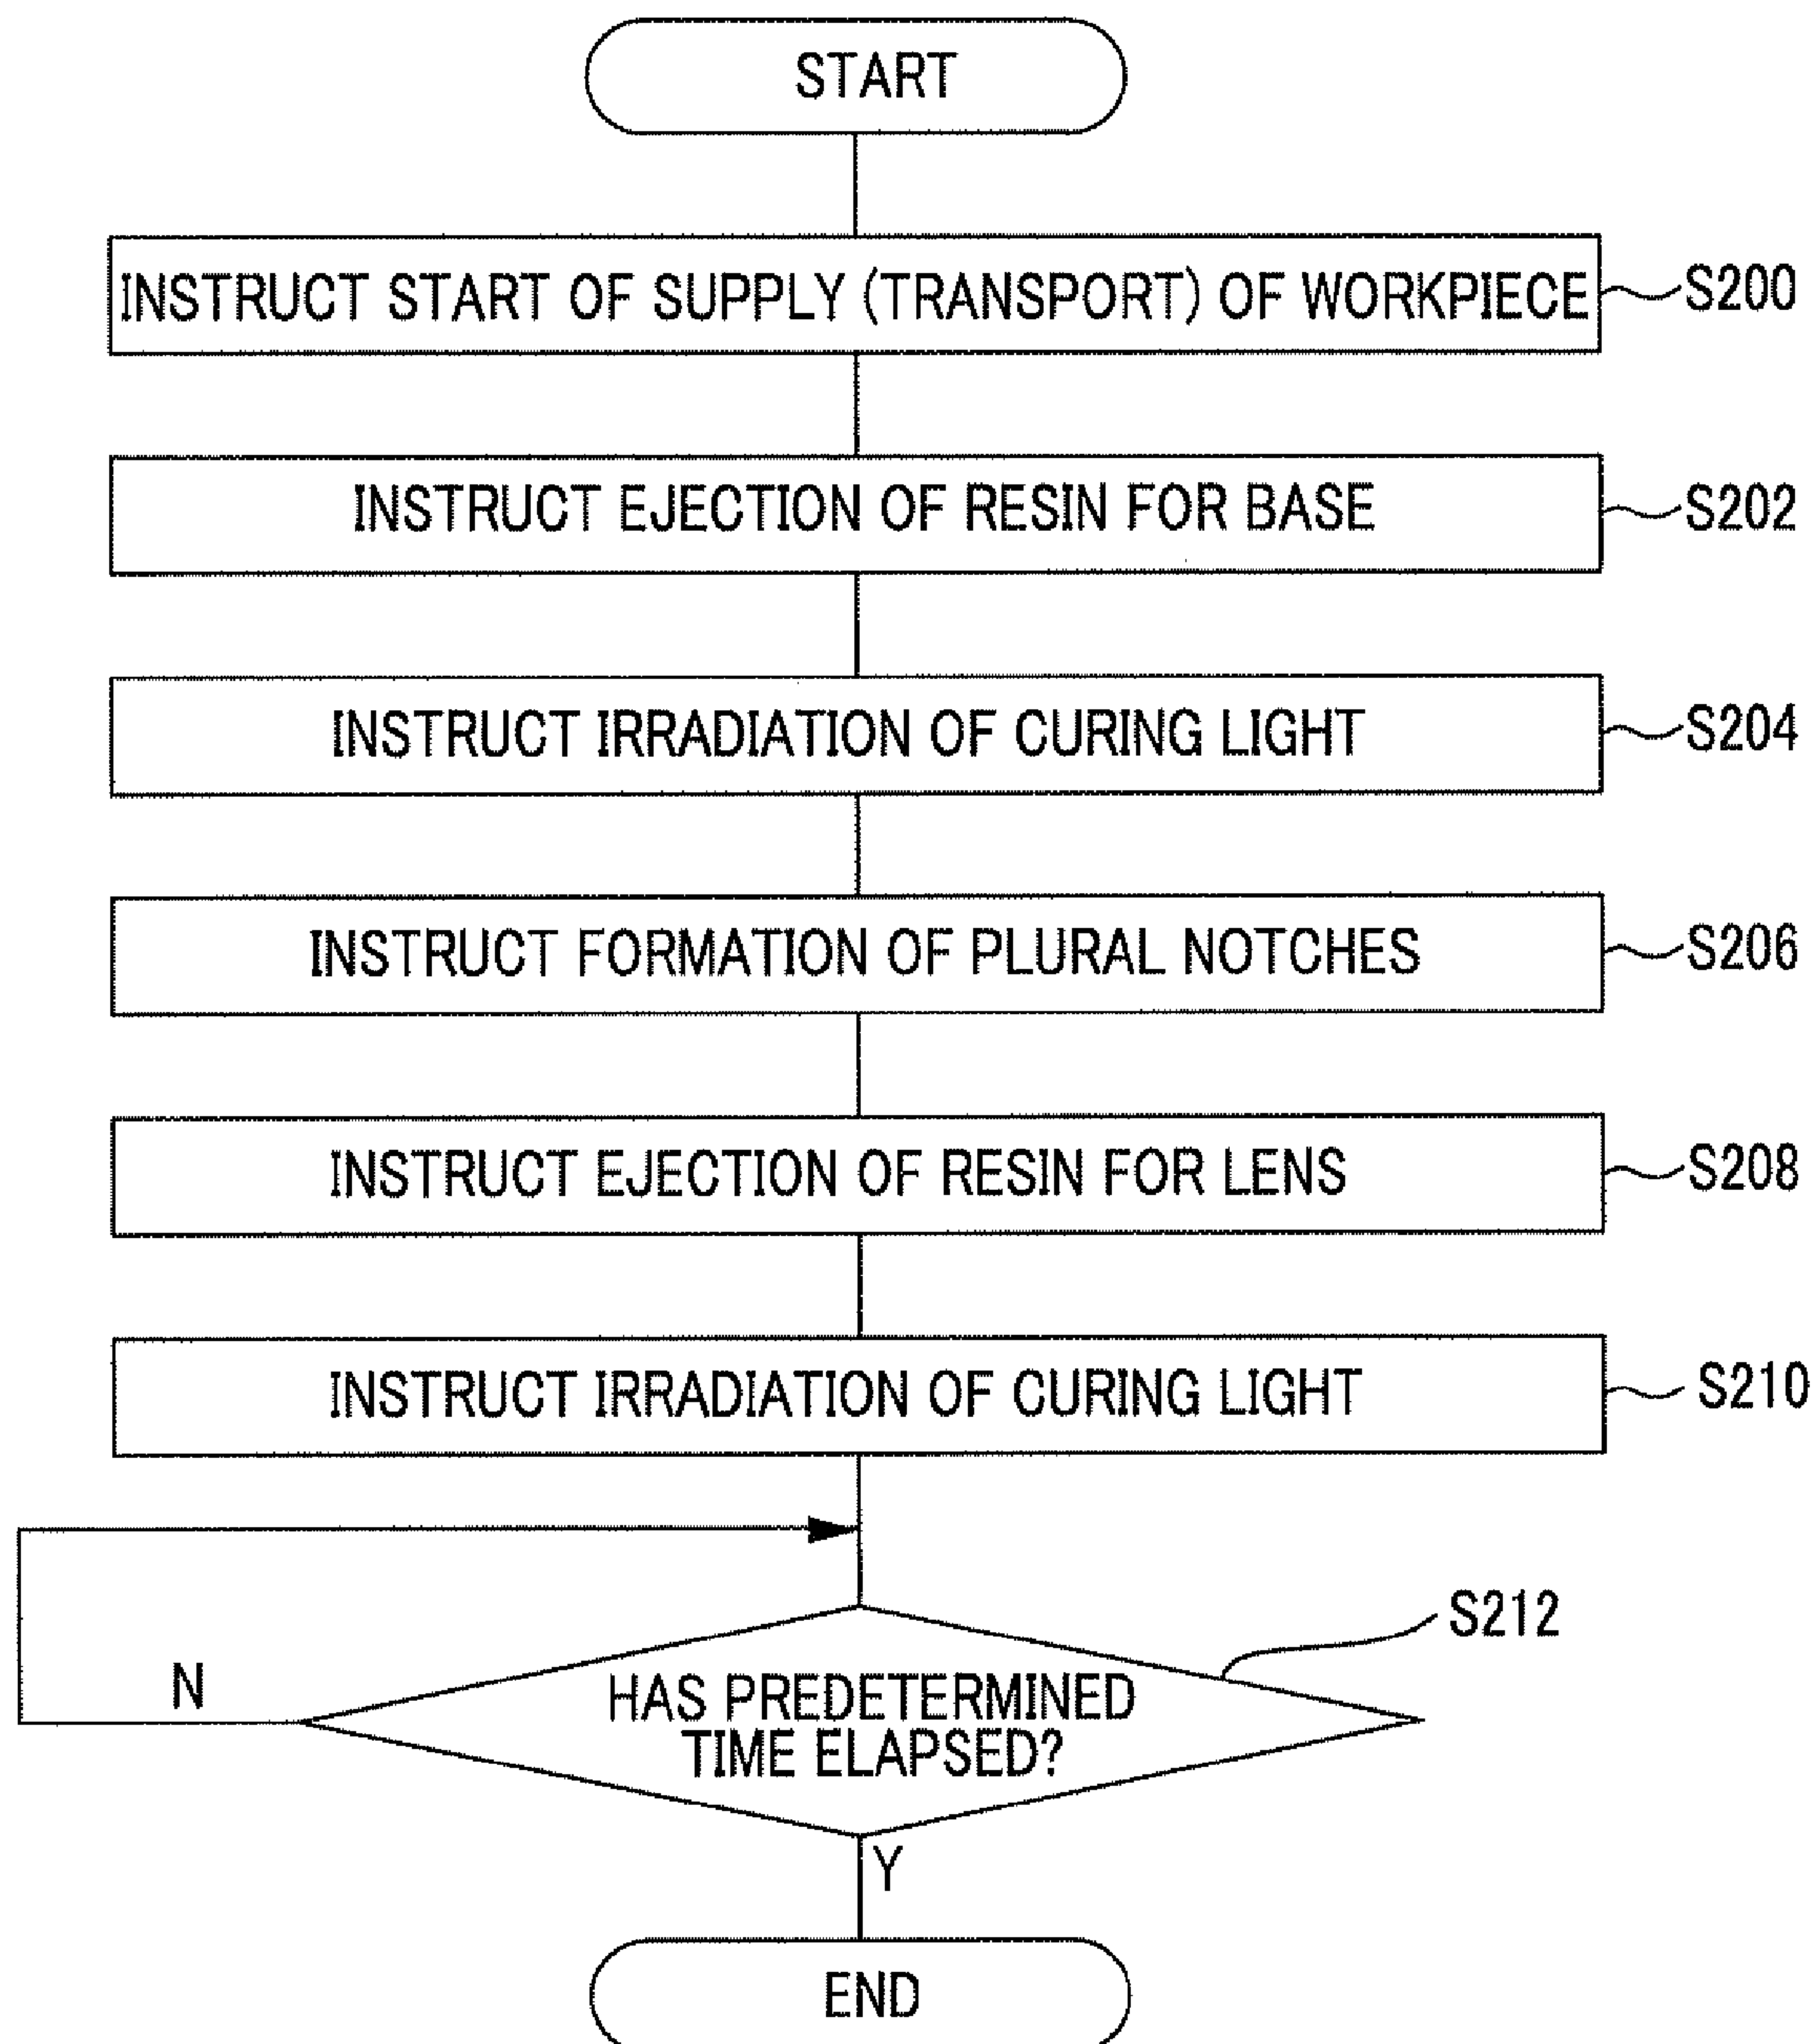 START
INSTRUCT START OF SUPPLY (TRANSPORT) OF WORKPIECE
S200
INSTRUCT EJECTION OF RESIN FOR BASE
S202
INSTRUCT IRRADIATION OF CURING LIGHT
S204
INSTRUCT FORMATION OF PLURAL NOTCHES
S206
INSTRUCT EJECTION OF RESIN FOR LENS
S208
INSTRUCT IRRADIATION OF CURING LIGHT
S210
S212
N
HAS PREDETERMINED
TIME ELAPSED?
Y
END